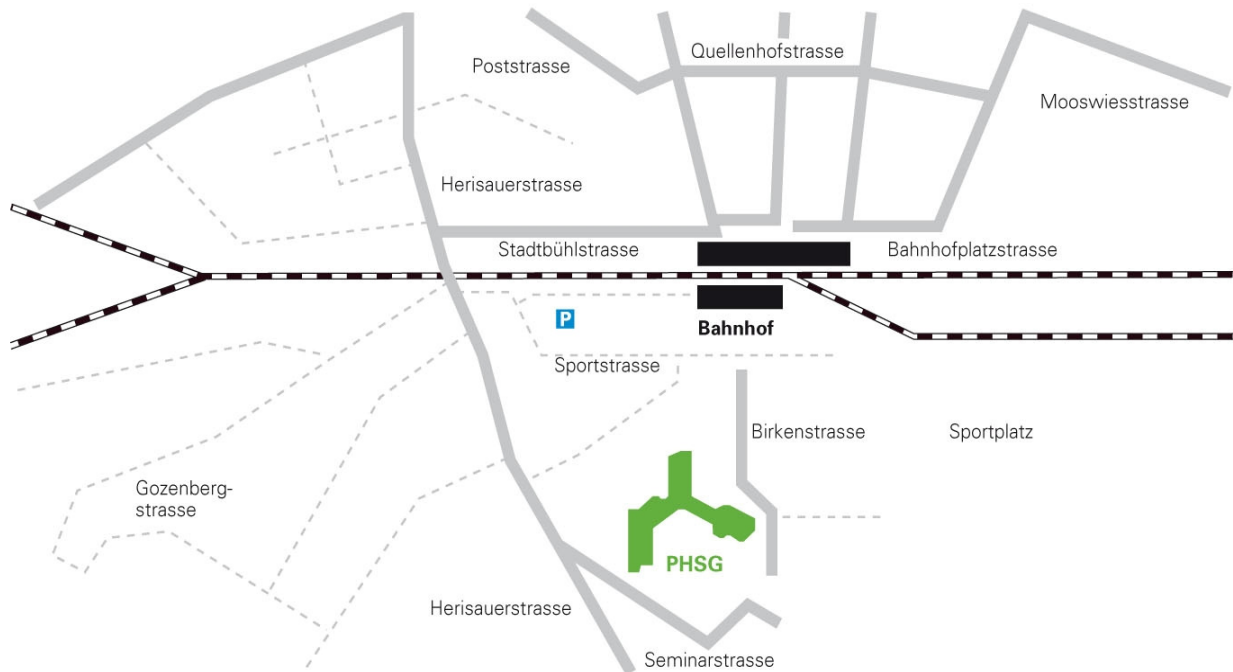 Quellenhofstrasse
Poststrasse
Mooswiesstrasse
Herisauerstrasse
Stadtbühlstrasse
Bahnhofplatzstrasse
P
Bahnhof
Sportstrasse
Birkenstrasse
Sportplatz
Gozenberg-
strasse
PHSG
Herisauerstrasse
Seminarstrasse